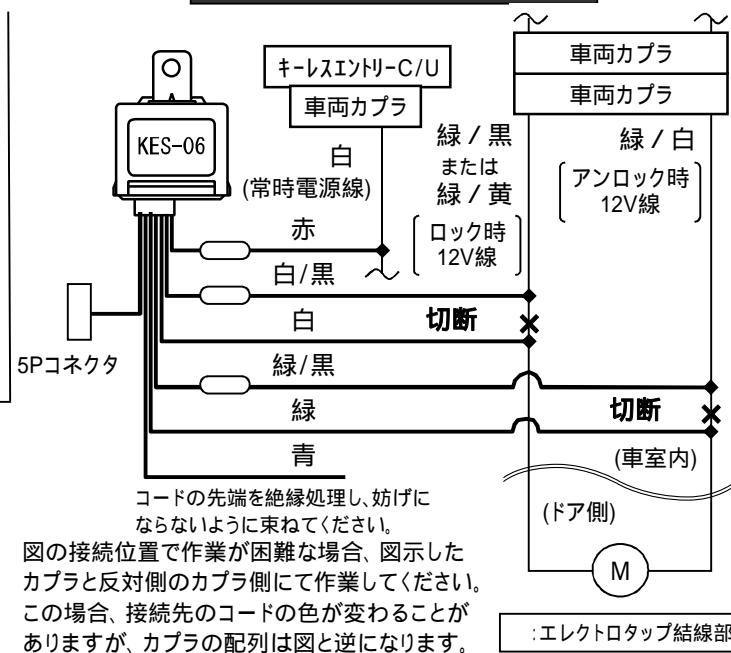 車両カプラ
車両カプラ
キーレスエントリーC/U
車両カプラ
KES-06
白
(常時電源線)
緑/黒
または
緑/黄
ロック時
12V線
緑/白
アンロック時
12V線
赤
白/黒
白
切断
5Pコネクタ
緑/黒
緑
切断
青
(車室内)
(ドア側)
コードの先端を絶縁処理し、妨げに
ならないように束ねてください。
図の接続位置で作業が困難な場合、図示した
カプラと反対側のカプラ側にて作業してください。
この場合、接続先のコードの色が変わることが
ありますが、カプラの配列は図と逆になります。
M
:エレクトロタップ結線部